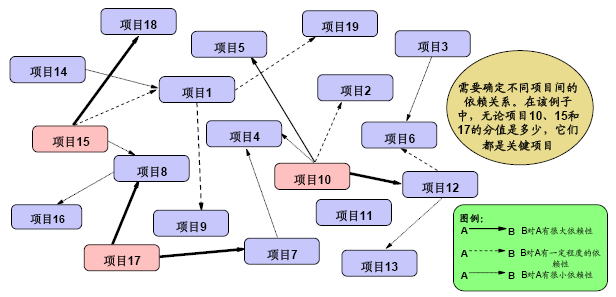 项目18
项目19
项目5
项目3
项目14
项目1
项目2
项目15
项目4
项目6
项目8
项目10
项目12
项目16
项目9
项目11
项目17
项目7
项目13
需要确定不同项目间的
依赖关系。在该例子
中，无论项目10、15和
17的分值是多少，它们
都是关键项目
图例：
A B B对A有很大依赖性
A B B对A有一定程度的依
赖性
A B B对A有很小依赖性